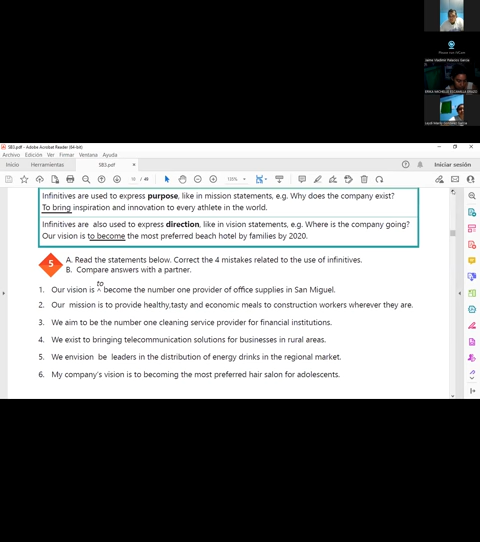 SB3.pdf - Adobe Acrobat Reader (64-bit)
Archivo Edición Ver Firmar Ventana Ayuda
Inicio Herramientas SB3.pdf × Iniciar sesión
Infinitives are used to express purpose, like in mission statements, e.g. Why does the company exist?
To bring inspiration and innovation to every athlete in the world.
Infinitives are also used to express direction, like in vision statements, e.g. Where is the company going?
Our vision is to become the most preferred beach hotel by families by 2020.
5 A. Read the statements below. Correct the 4 mistakes related to the use of infinitives.
B. Compare answers with a partner.
to
1. Our vision is ^ become the number one provider of office supplies in San Miguel.
2. Our mission is to provide healthy,tasty and economic meals to construction workers wherever they are.
3. We aim to be the number one cleaning service provider for financial institutions.
4. We exist to bringing telecommunication solutions for businesses in rural areas.
5. We envision be leaders in the distribution of energy drinks in the regional market.
6. My company's vision is to becoming the most preferred hair salon for adolescents.